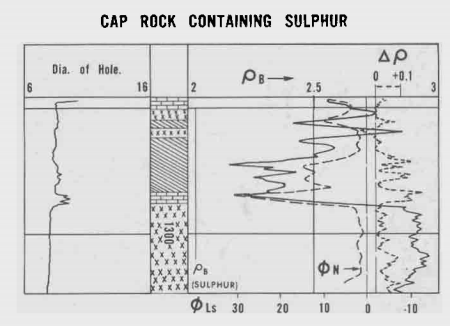 CAP ROCK CONTAINING SULPHUR
Dia. of Hole.
6 16
ρB →
Δρ
0 +0.1
2 2.5 3
1300
ρB
(SULPHUR)
ϕN →
ϕLs 30 20 10 0 -10